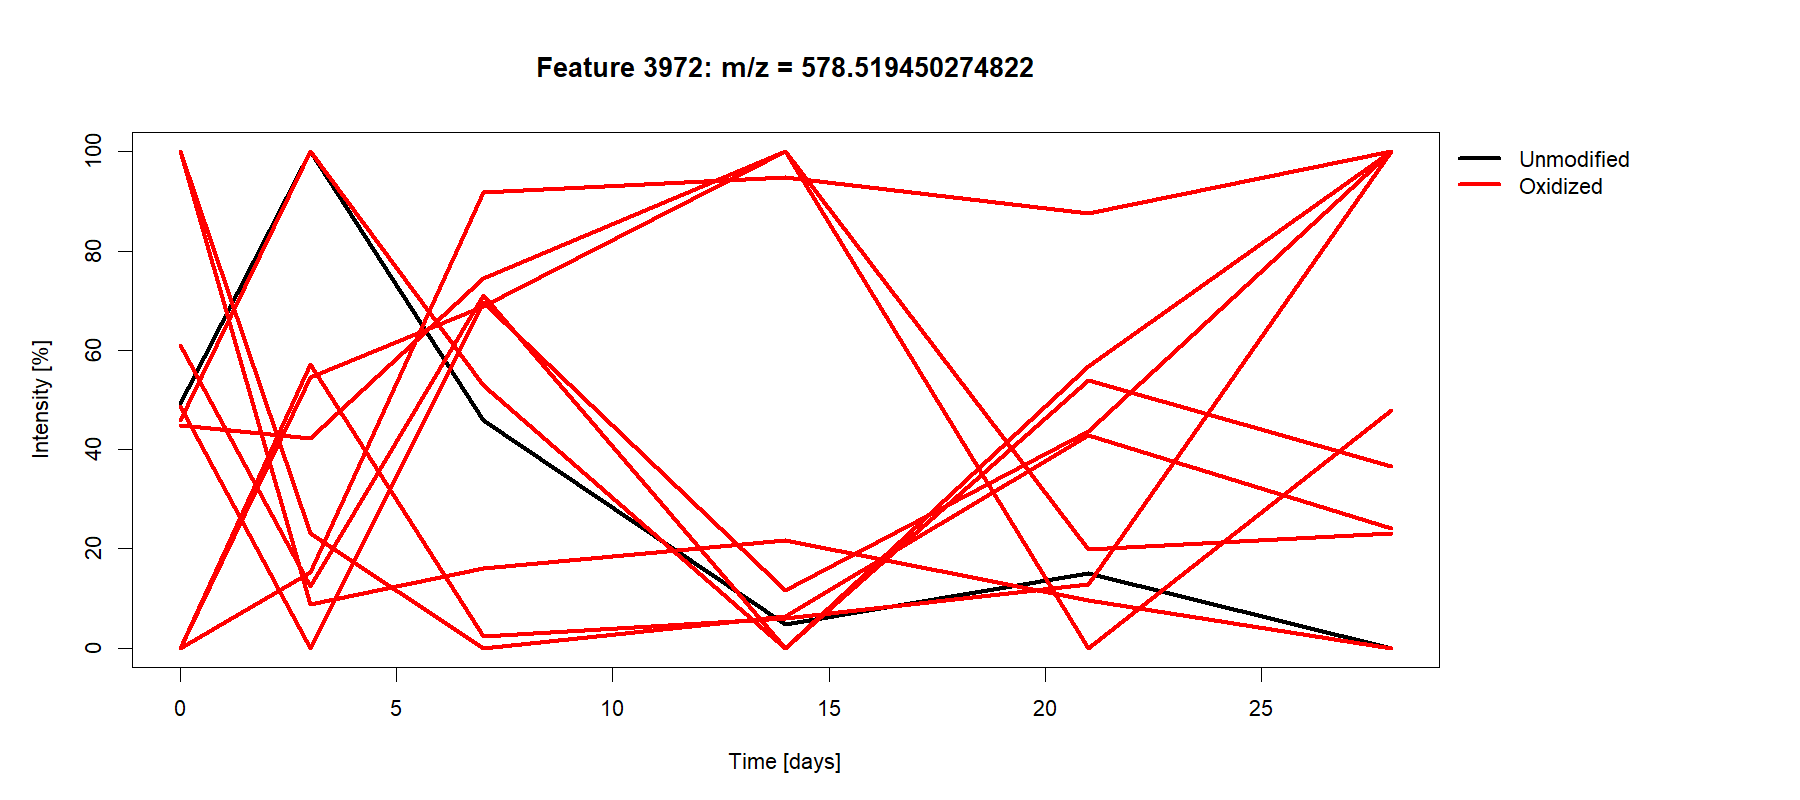 Feature 3972: m/z = 578.519450274822
Unmodified
Oxidized
Intensity [%]
100
80
60
40
20
0
0 5 10 15 20 25
Time [days]